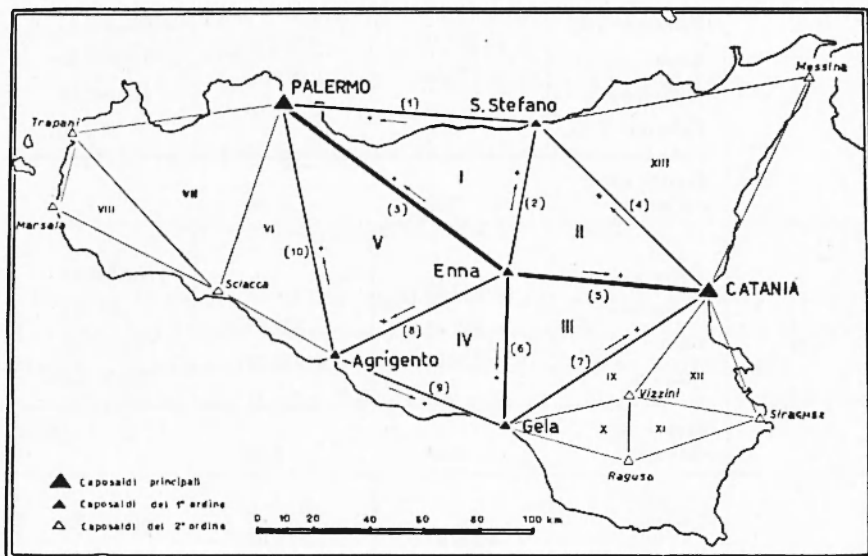 Messina
PALERMO
(1)
S. Stefano
Trapani
XIII
I
VII
(2)
(4)
VIII
(3)
II
Marsala
VI
V
(10)
Enna
Sciacca
(5)
CATANIA
(8)
IV
(6)
III
Agrigento
(7)
IX
XII
(9)
Vizzini
Gela
X
XI
Siracusa
Ragusa
Caposaldi principali
Caposaldi del 1° ordine
Caposaldi del 2° ordine
0 10 20 40 60 80 100 km